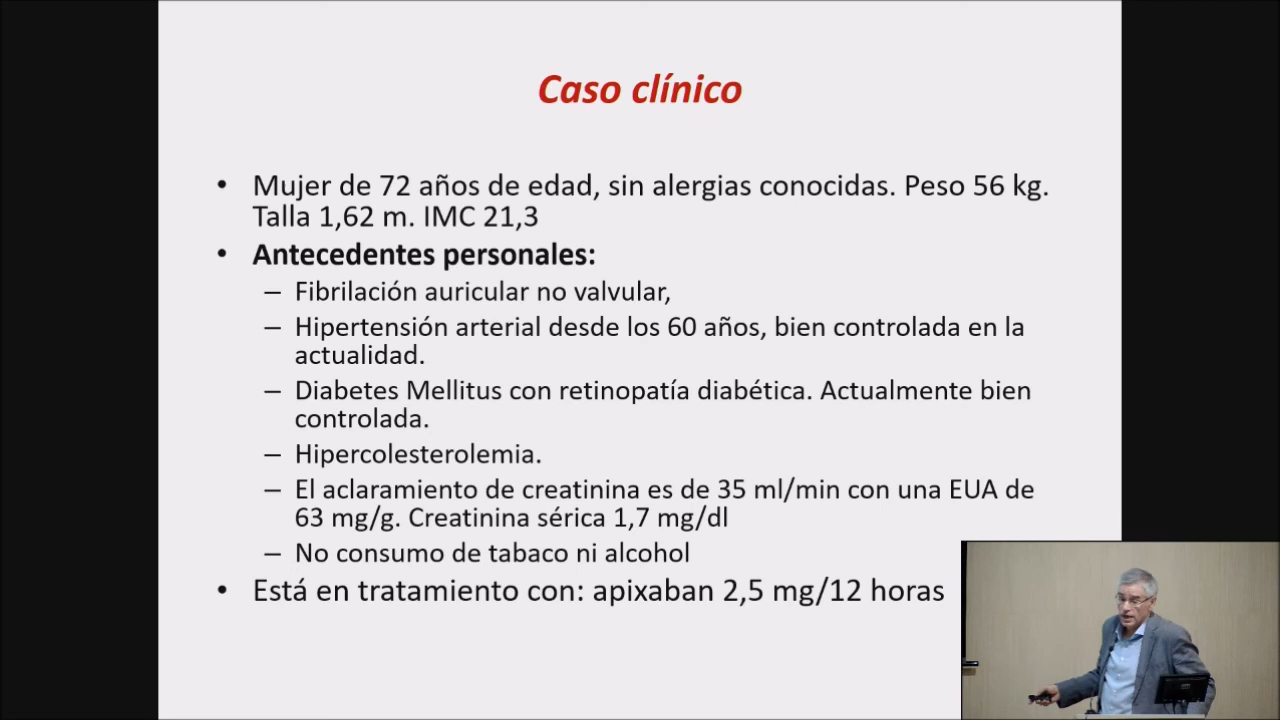 Caso clínico
• Mujer de 72 años de edad, sin alergias conocidas. Peso 56 kg.
Talla 1,62 m. IMC 21,3
• Antecedentes personales:
– Fibrilación auricular no valvular,
– Hipertensión arterial desde los 60 años, bien controlada en la
actualidad.
– Diabetes Mellitus con retinopatía diabética. Actualmente bien
controlada.
– Hipercolesterolemia.
– El aclaramiento de creatinina es de 35 ml/min con una EUA de
63 mg/g. Creatinina sérica 1,7 mg/dl
– No consumo de tabaco ni alcohol
• Está en tratamiento con: apixaban 2,5 mg/12 horas